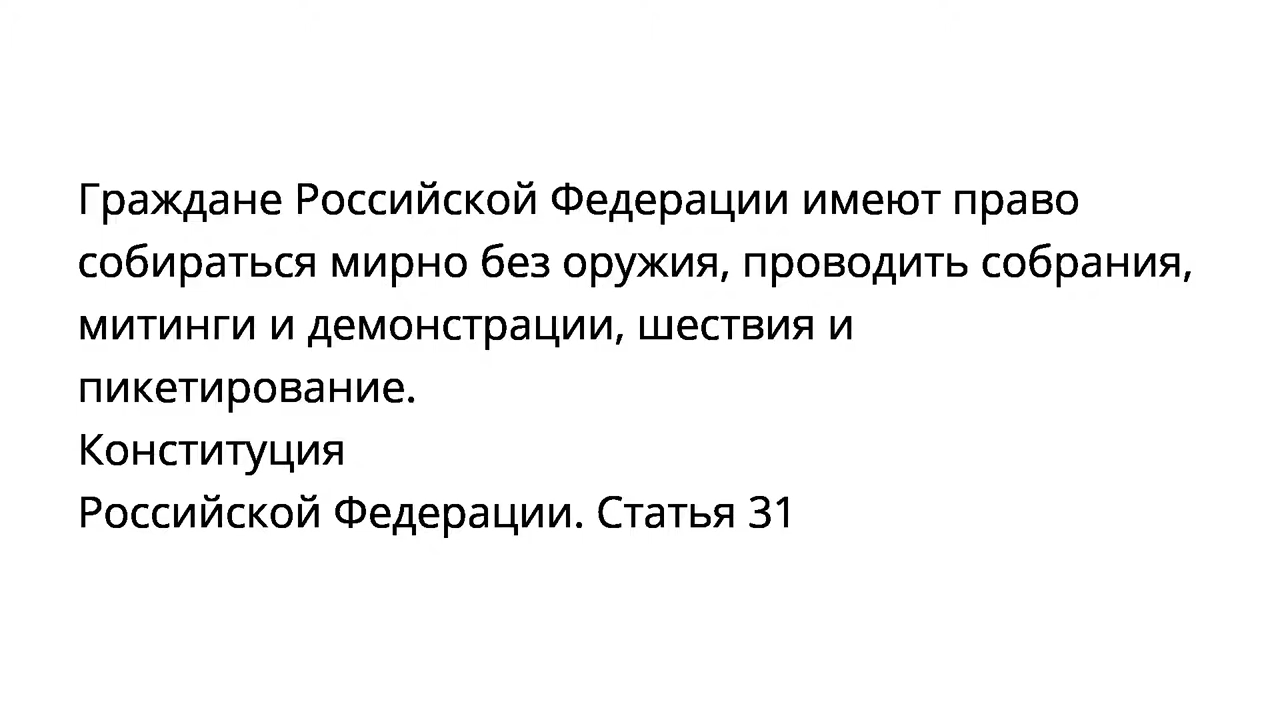 Граждане Российской Федерации имеют право
собираться мирно без оружия, проводить собрания,
митинги и демонстрации, шествия и
пикетирование.
Конституция
Российской Федерации. Статья 31